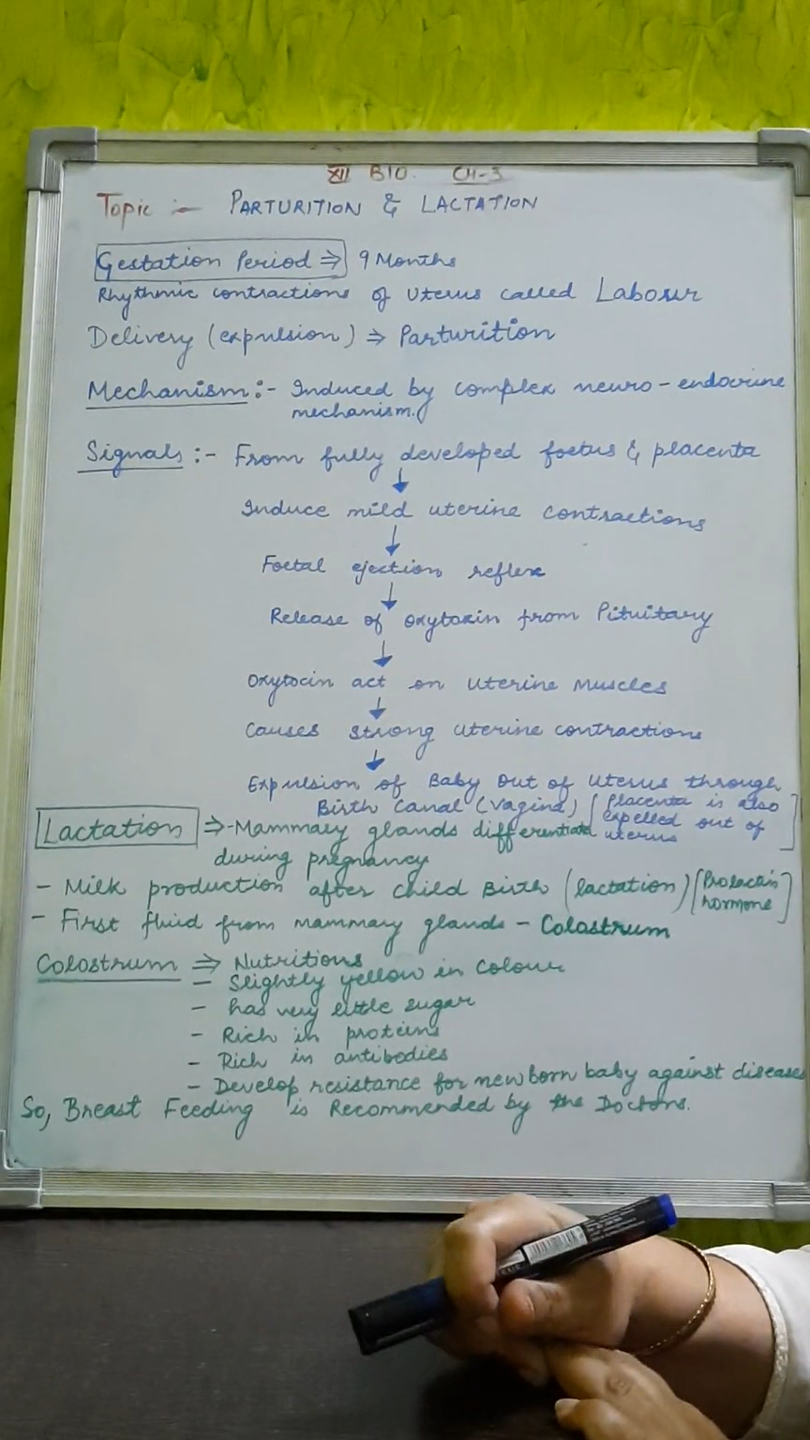 XII BIO. CH-3
Topic :- PARTURITION & LACTATION
Gestation Period ⇒ 9 Months
Rhythmic contractions of Uterus called Labour
Delivery (expulsion) ⇒ Parturition
Mechanism:- Induced by complex neuro-endocrine
mechanism.
Signals:- From fully developed foetus & placenta
↓
Induce mild uterine contractions
↓
Foetal ejection reflex
↓
Release of oxytoxin from Pituitary
↓
Oxytocin act on Uterine Muscles
↓
Causes strong uterine contractions
↓
Expulsion of Baby out of Uterus through
Birth Canal (Vagina) [Placenta is also
expelled out of
uterus]
Lactation ⇒ -Mammary glands differentiated
during pregnancy
- Milk production after Child Birth (lactation) [Prolactin
hormone]
- First fluid from mammary glands - Colostrum
Colostrum ⇒ Nutritions
- Slightly yellow in Colour
- has very little sugar
- Rich in proteins
- Rich in antibodies
- Develop resistance for new born baby against diseases
So, Breast Feeding is Recommended by the Doctors.